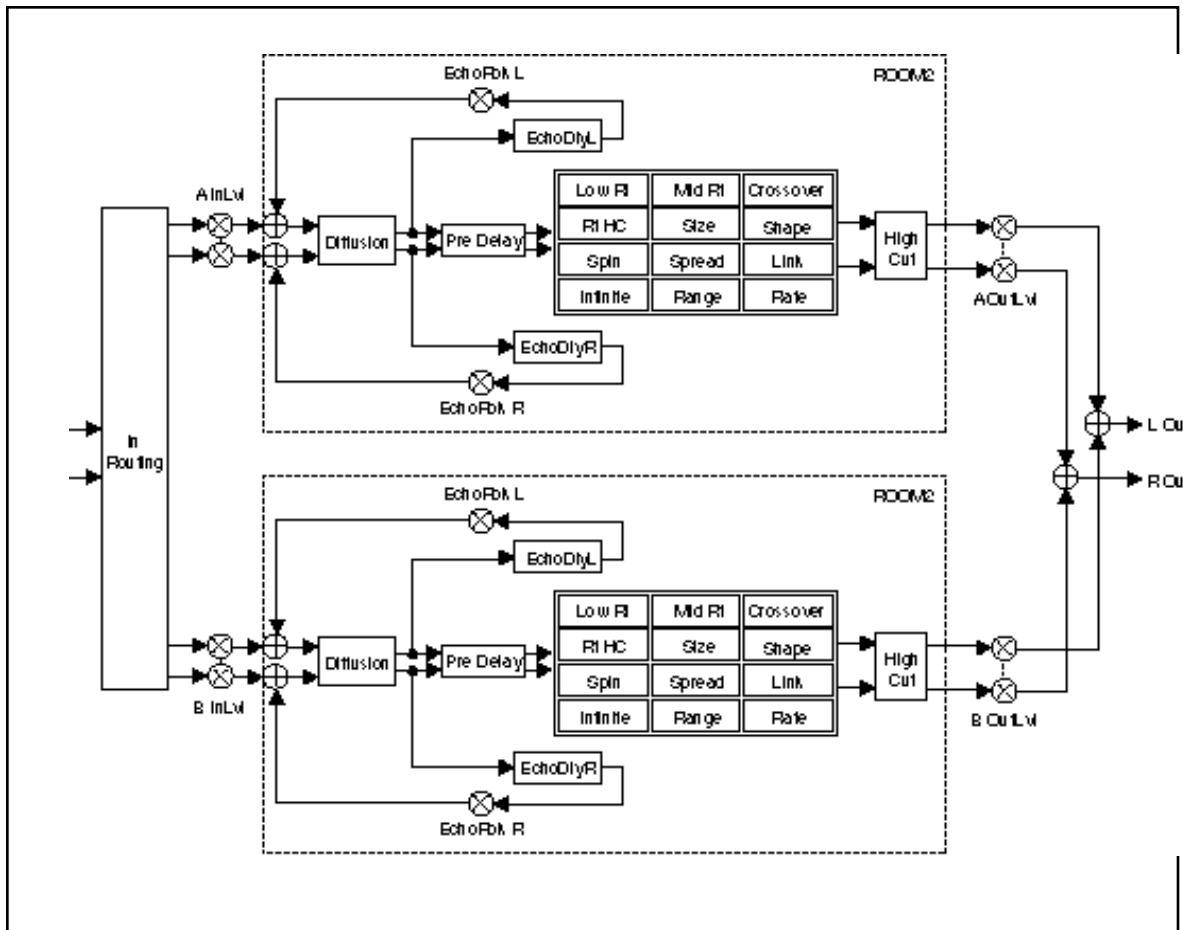 EchoFbk L
ROOM2
EchoDlyL
A InLvl
Low Rt Mid Rt Crossover
Rt HC Size Shape
Diffusion
Pre Delay
High
Cut
Spin Spread Link
Infinite Range Rate
A OutLvl
EchoDlyR
EchoFbk R
In
Routing
L Ou
R Ou
EchoFbk L
ROOM2
EchoDlyL
Low Rt Mid Rt Crossover
Rt HC Size Shape
Diffusion
Pre Delay
High
Cut
Spin Spread Link
B InLvl
Infinite Range Rate
B OutLvl
EchoDlyR
EchoFbk R